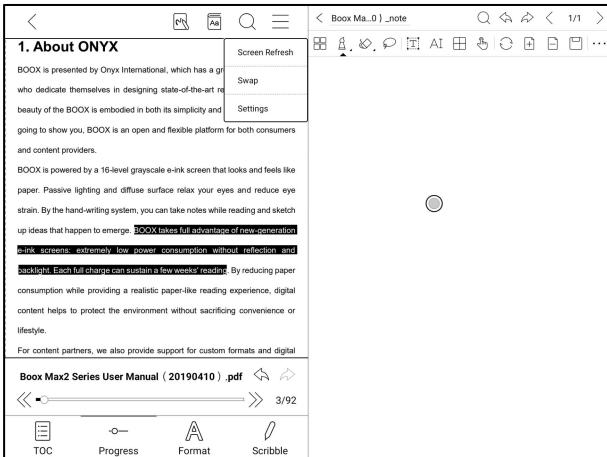 Aa
< Boox Ma...0 ) _note
1/1
T
AI
1. About ONYX
Screen Refresh
Swap
Settings
BOOX is presented by Onyx International, which has a gr
who dedicate themselves in designing state-of-the-art re
beauty of the BOOX is embodied in both its simplicity and
going to show you, BOOX is an open and flexible platform for both consumers
and content providers.
BOOX is powered by a 16-level grayscale e-ink screen that looks and feels like
paper. Passive lighting and diffuse surface relax your eyes and reduce eye
strain. By the hand-writing system, you can take notes while reading and sketch
up ideas that happen to emerge. BOOX takes full advantage of new-generation
e-ink screens: extremely low power consumption without reflection and
backlight. Each full charge can sustain a few weeks' reading. By reducing paper
consumption while providing a realistic paper-like reading experience, digital
content helps to protect the environment without sacrificing convenience or
lifestyle.
For content partners, we also provide support for custom formats and digital
Boox Max2 Series User Manual（20190410）.pdf
3/92
TOC
Progress
Format
Scribble